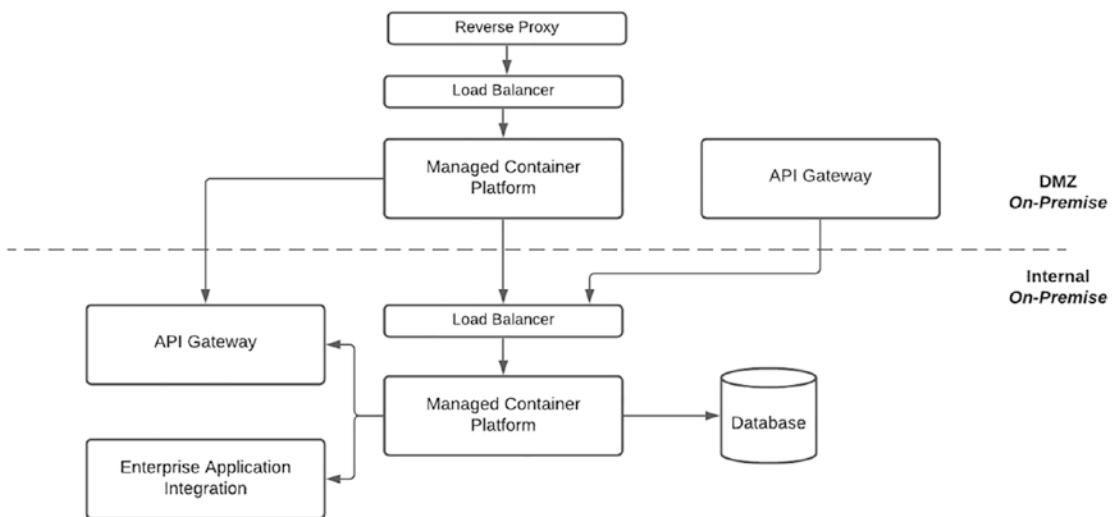 Reverse Proxy
Load Balancer
Managed Container
Platform
API Gateway
DMZ
On-Premise
Internal
On-Premise
API Gateway
Load Balancer
Managed Container
Platform
Database
Enterprise Application
Integration